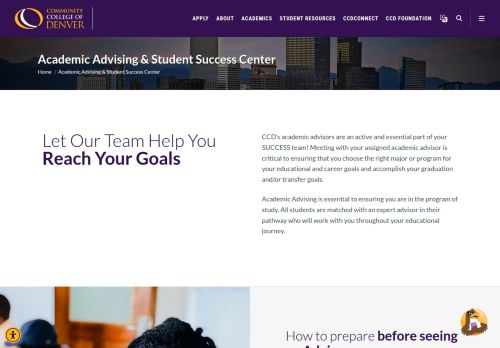 COMMUNITY
COLLEGE OF
DENVER
APPLY ABOUT ACADEMICS STUDENT RESOURCES CCDCONNECT CCD FOUNDATION
Academic Advising & Student Success Center
Home / Academic Advising & Student Success Center
Let Our Team Help You
Reach Your Goals
CCD's academic advisors are an active and essential part of your
SUCCESS team! Meeting with your assigned academic advisor is
critical to ensuring that you choose the right major or program for
your educational and career goals and accomplish your graduation
and/or transfer goals.
Academic Advising is essential to ensuring you are in the program of
study. All students are matched with an expert advisor in their
pathway who will work with you throughout your educational
journey.
How to prepare before seeing